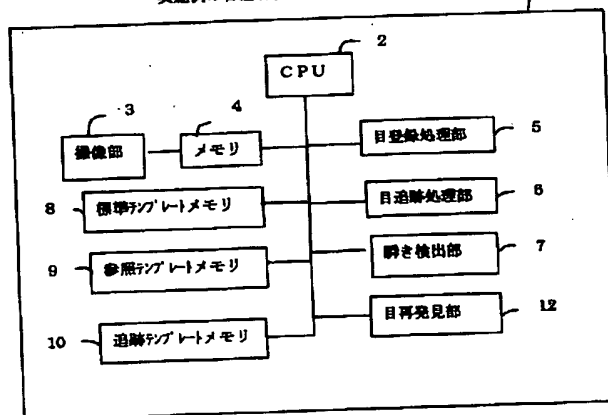 2
CPU
3
4
撮像部
メモリ
目登録処理部
5
8
標準テンプレートメモリ
目追跡処理部
6
9
参照テンプレートメモリ
瞬き検出部
7
10
追跡テンプレートメモリ
目再発見部
12